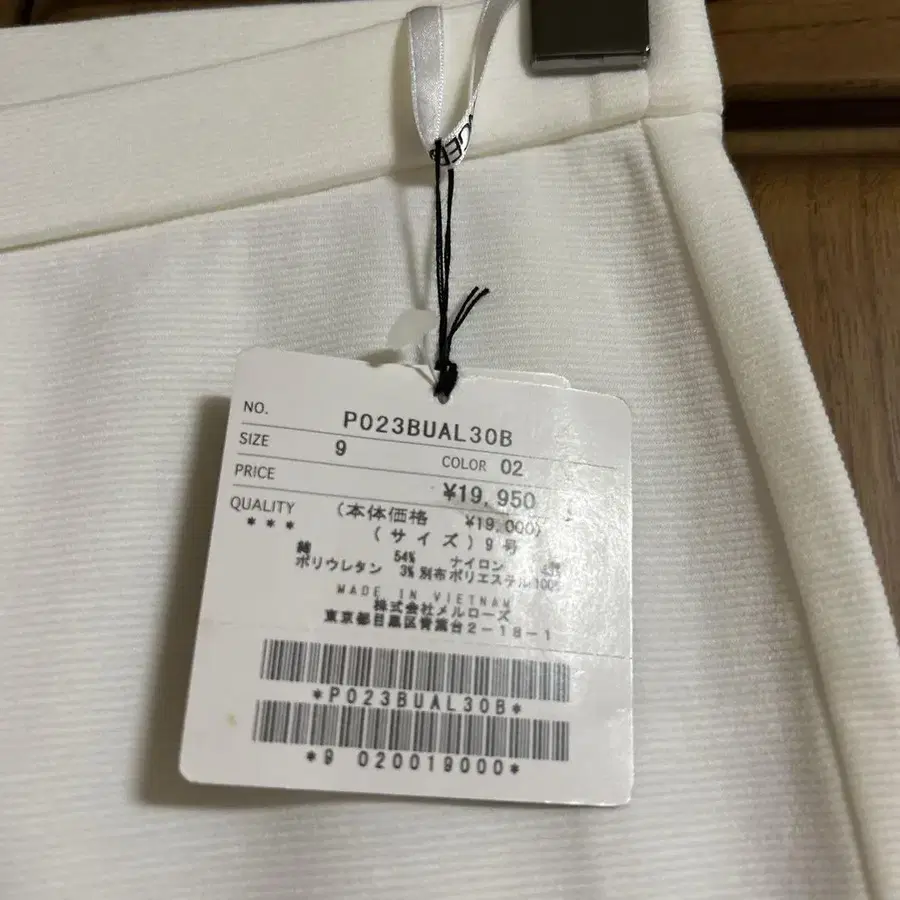 NO. P023BUAL30B
SIZE 9 COLOR 02
PRICE ¥19,950
QUALITY (本体価格 ¥19,000)
*** (サイズ)9号
綿 54% ナイロン
ポリウレタン 3% 別布ポリエステル100%
MADE IN VIETNAM
株式会社メルローズ
東京都目黒区青葉台2-18-1
*P023BUAL30B*
*9 020019000*